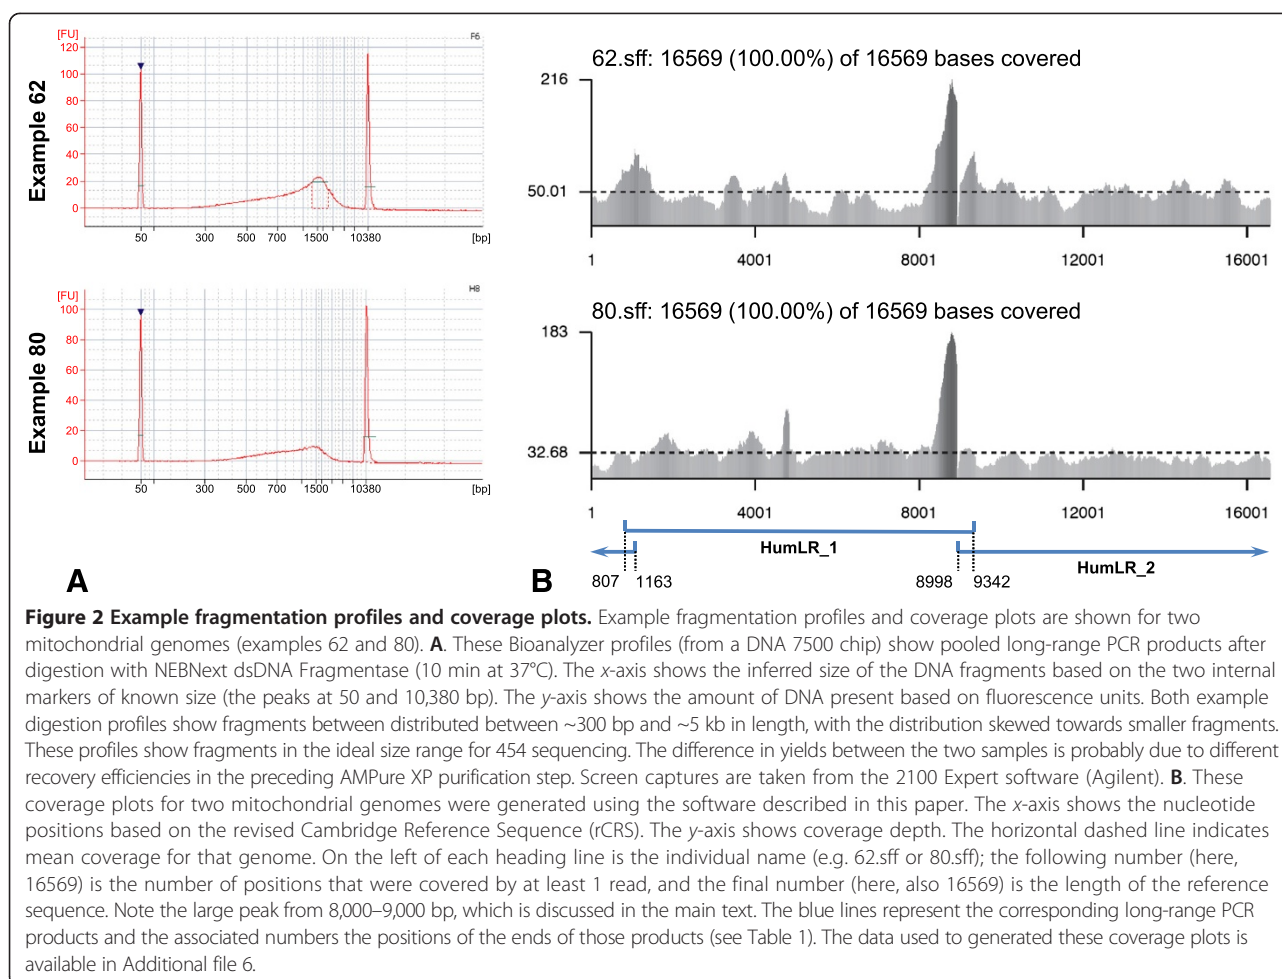 [FU]
F6
120
100
80
60
40
20
0
50
300
500
700
1500
10380
[bp]
Example 62
62.sff: 16569 (100.00%) of 16569 bases covered
216
50.01
1
4001
8001
12001
16001
[FU]
H8
100
80
60
40
20
0
50
300
500
700
1500
10380
[bp]
Example 80
80.sff: 16569 (100.00%) of 16569 bases covered
183
32.68
1
4001
8001
12001
16001
HumLR_1
HumLR_2
807
1163
8998
9342
A
B
Figure 2 Example fragmentation profiles and coverage plots. Example fragmentation profiles and coverage plots are shown for two
mitochondrial genomes (examples 62 and 80). A. These Bioanalyzer profiles (from a DNA 7500 chip) show pooled long-range PCR products after
digestion with NEBNext dsDNA Fragmentase (10 min at 37°C). The x-axis shows the inferred size of the DNA fragments based on the two internal
markers of known size (the peaks at 50 and 10,380 bp). The y-axis shows the amount of DNA present based on fluorescence units. Both example
digestion profiles show fragments between distributed between ~300 bp and ~5 kb in length, with the distribution skewed towards smaller fragments.
These profiles show fragments in the ideal size range for 454 sequencing. The difference in yields between the two samples is probably due to different
recovery efficiencies in the preceding AMPure XP purification step. Screen captures are taken from the 2100 Expert software (Agilent). B. These
coverage plots for two mitochondrial genomes were generated using the software described in this paper. The x-axis shows the nucleotide
positions based on the revised Cambridge Reference Sequence (rCRS). The y-axis shows coverage depth. The horizontal dashed line indicates
mean coverage for that genome. On the left of each heading line is the individual name (e.g. 62.sff or 80.sff); the following number (here,
16569) is the number of positions that were covered by at least 1 read, and the final number (here, also 16569) is the length of the reference
sequence. Note the large peak from 8,000–9,000 bp, which is discussed in the main text. The blue lines represent the corresponding long-range PCR
products and the associated numbers the positions of the ends of those products (see Table 1). The data used to generated these coverage plots is
available in Additional file 6.